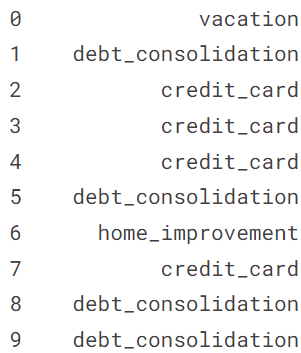 0 vacation
1 debt_consolidation
2 credit_card
3 credit_card
4 credit_card
5 debt_consolidation
6 home_improvement
7 credit_card
8 debt_consolidation
9 debt_consolidation